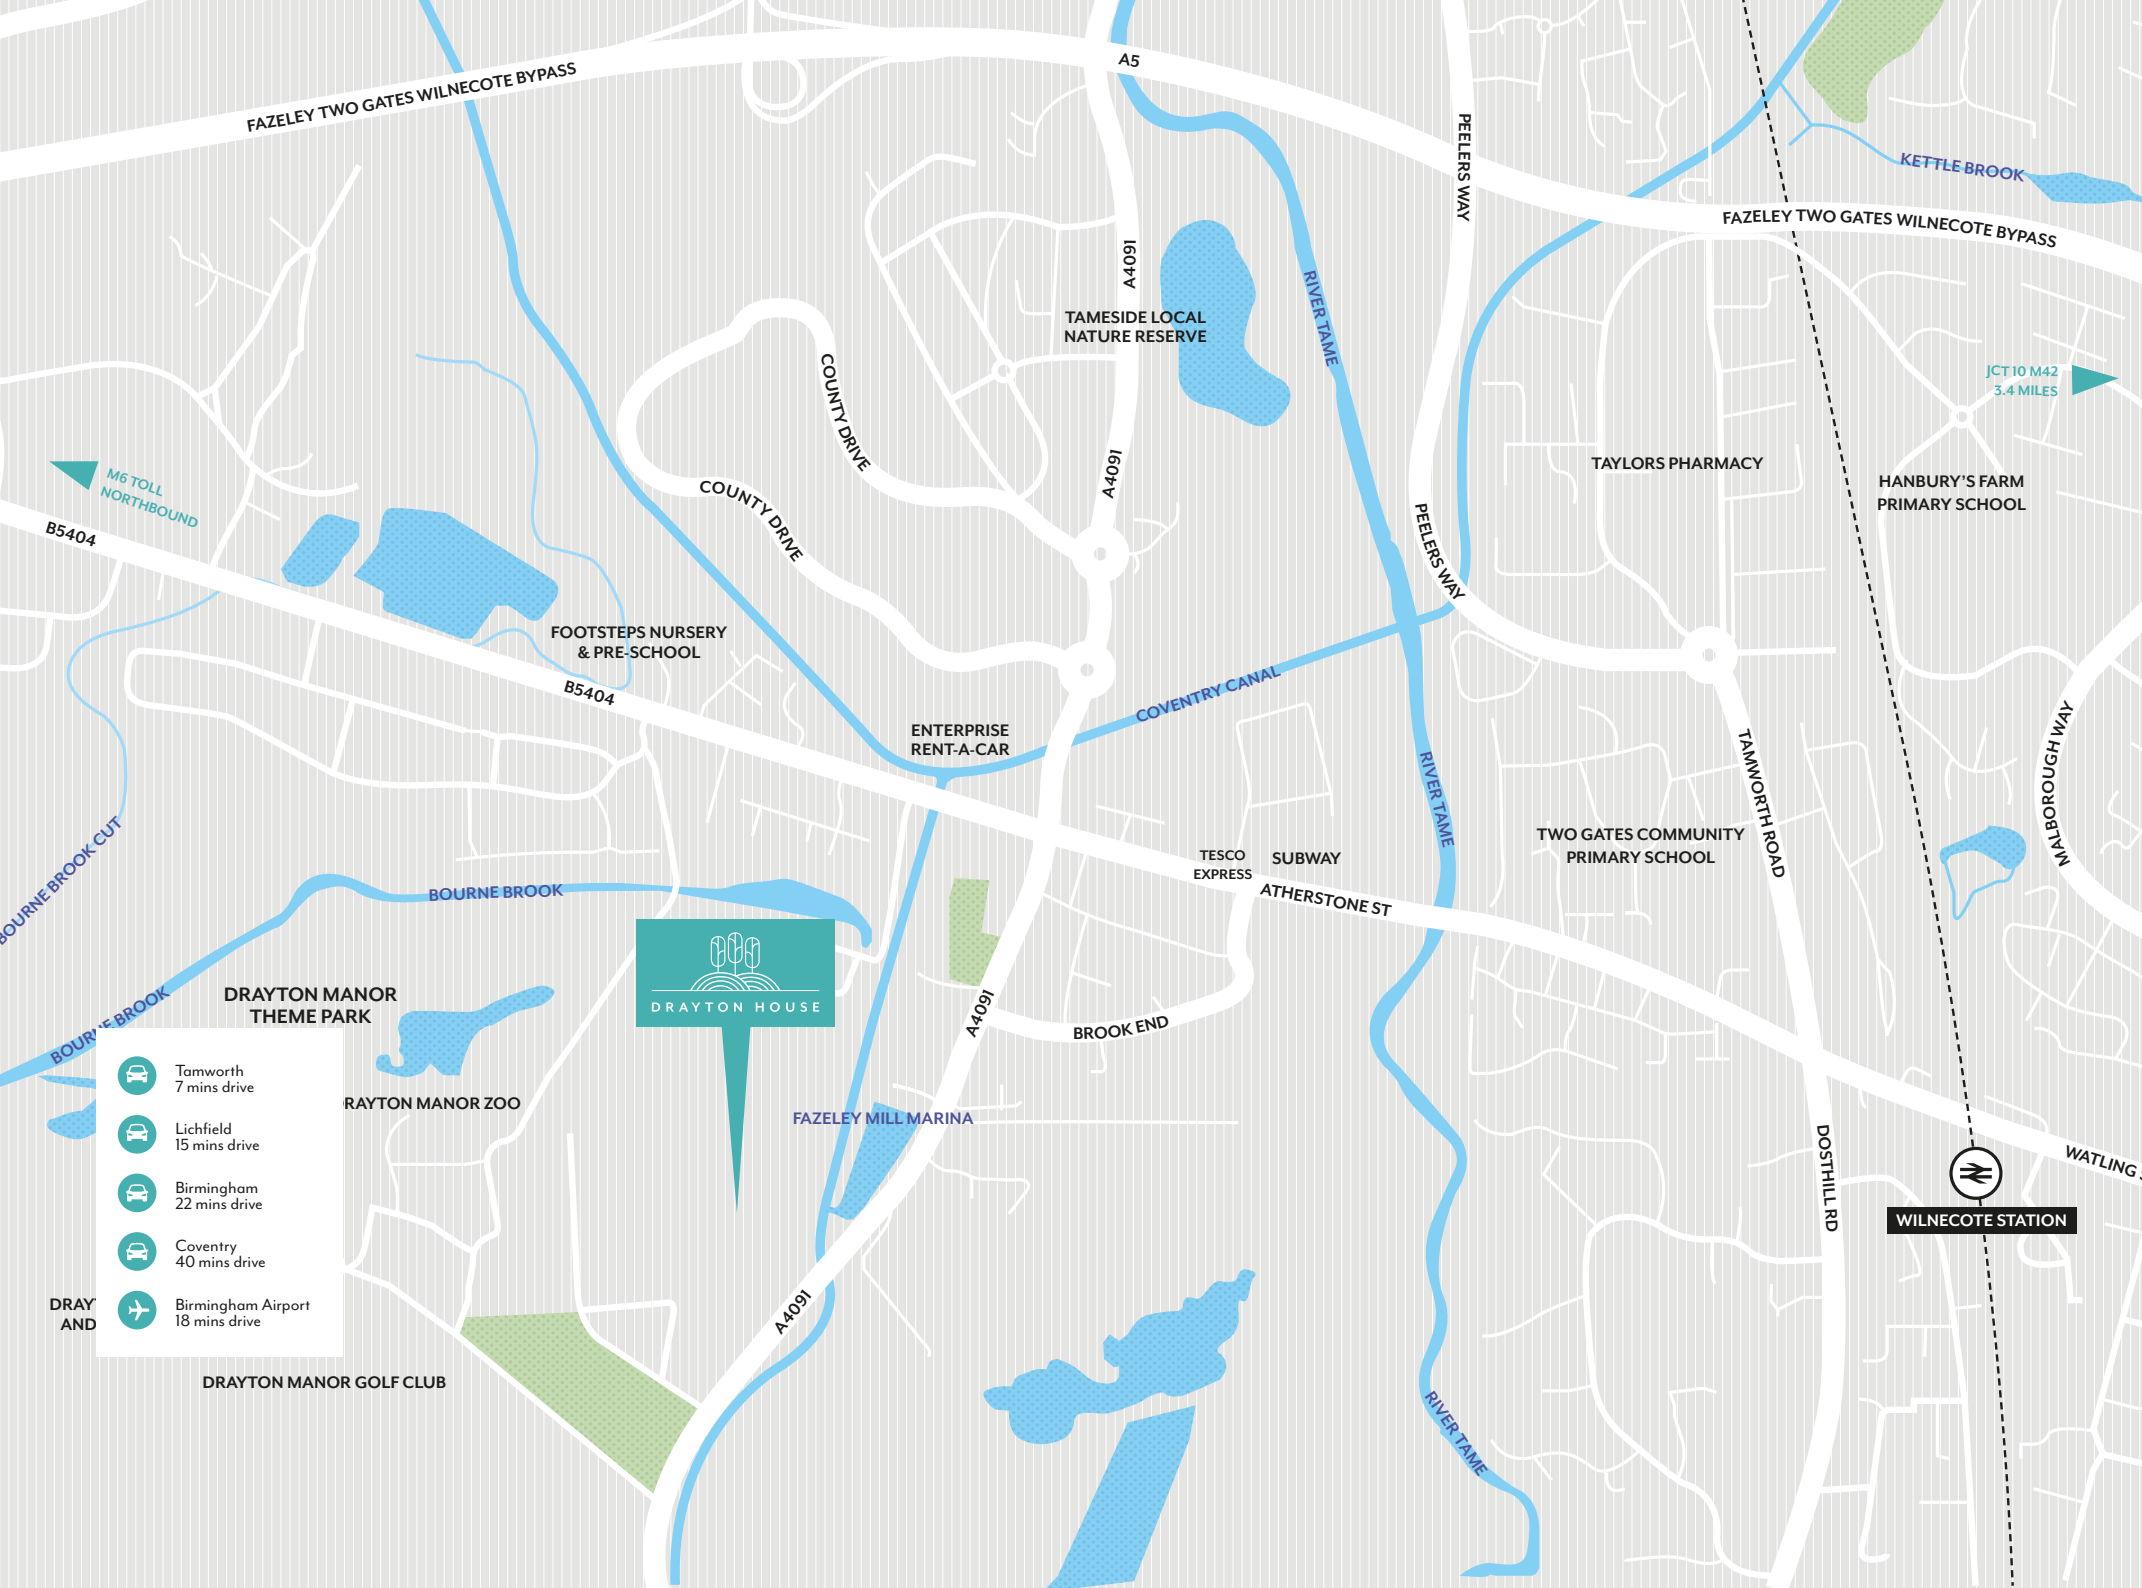 A5
FAZELEY TWO GATES WILNECOTE BYPASS
PEELERS WAY
KETTLE BROOK
FAZELEY TWO GATES WILNECOTE BYPASS
A4091
RIVER TAME
TAMESIDE LOCAL
NATURE RESERVE
COUNTY DRIVE
JCT 10 M42
3.4 MILES
A4091
TAYLORS PHARMACY
HANBURY'S FARM
PRIMARY SCHOOL
M6 TOLL
NORTHBOUND
B5404
COUNTY DRIVE
PEELERS WAY
FOOTSTEPS NURSERY
& PRE-SCHOOL
B5404
COVENTRY CANAL
ENTERPRISE
RENT-A-CAR
RIVER TAME
TAMWORTH ROAD
MALBOROUGH WAY
BOURNE BROOK CUT
TWO GATES COMMUNITY
PRIMARY SCHOOL
TESCO
EXPRESS
SUBWAY
ATHERSTONE ST
BOURNE BROOK
DRAYTON HOUSE
DRAYTON MANOR
THEME PARK
BOURNE BROOK
A4091
BROOK END
RAYTON MANOR ZOO
FAZELEY MILL MARINA
DOSTHILL RD
WATLING
WILNECOTE STATION
Tamworth
7 mins drive
Lichfield
15 mins drive
Birmingham
22 mins drive
Coventry
40 mins drive
Birmingham Airport
18 mins drive
DRAY
AND
A4091
DRAYTON MANOR GOLF CLUB
RIVER TAME